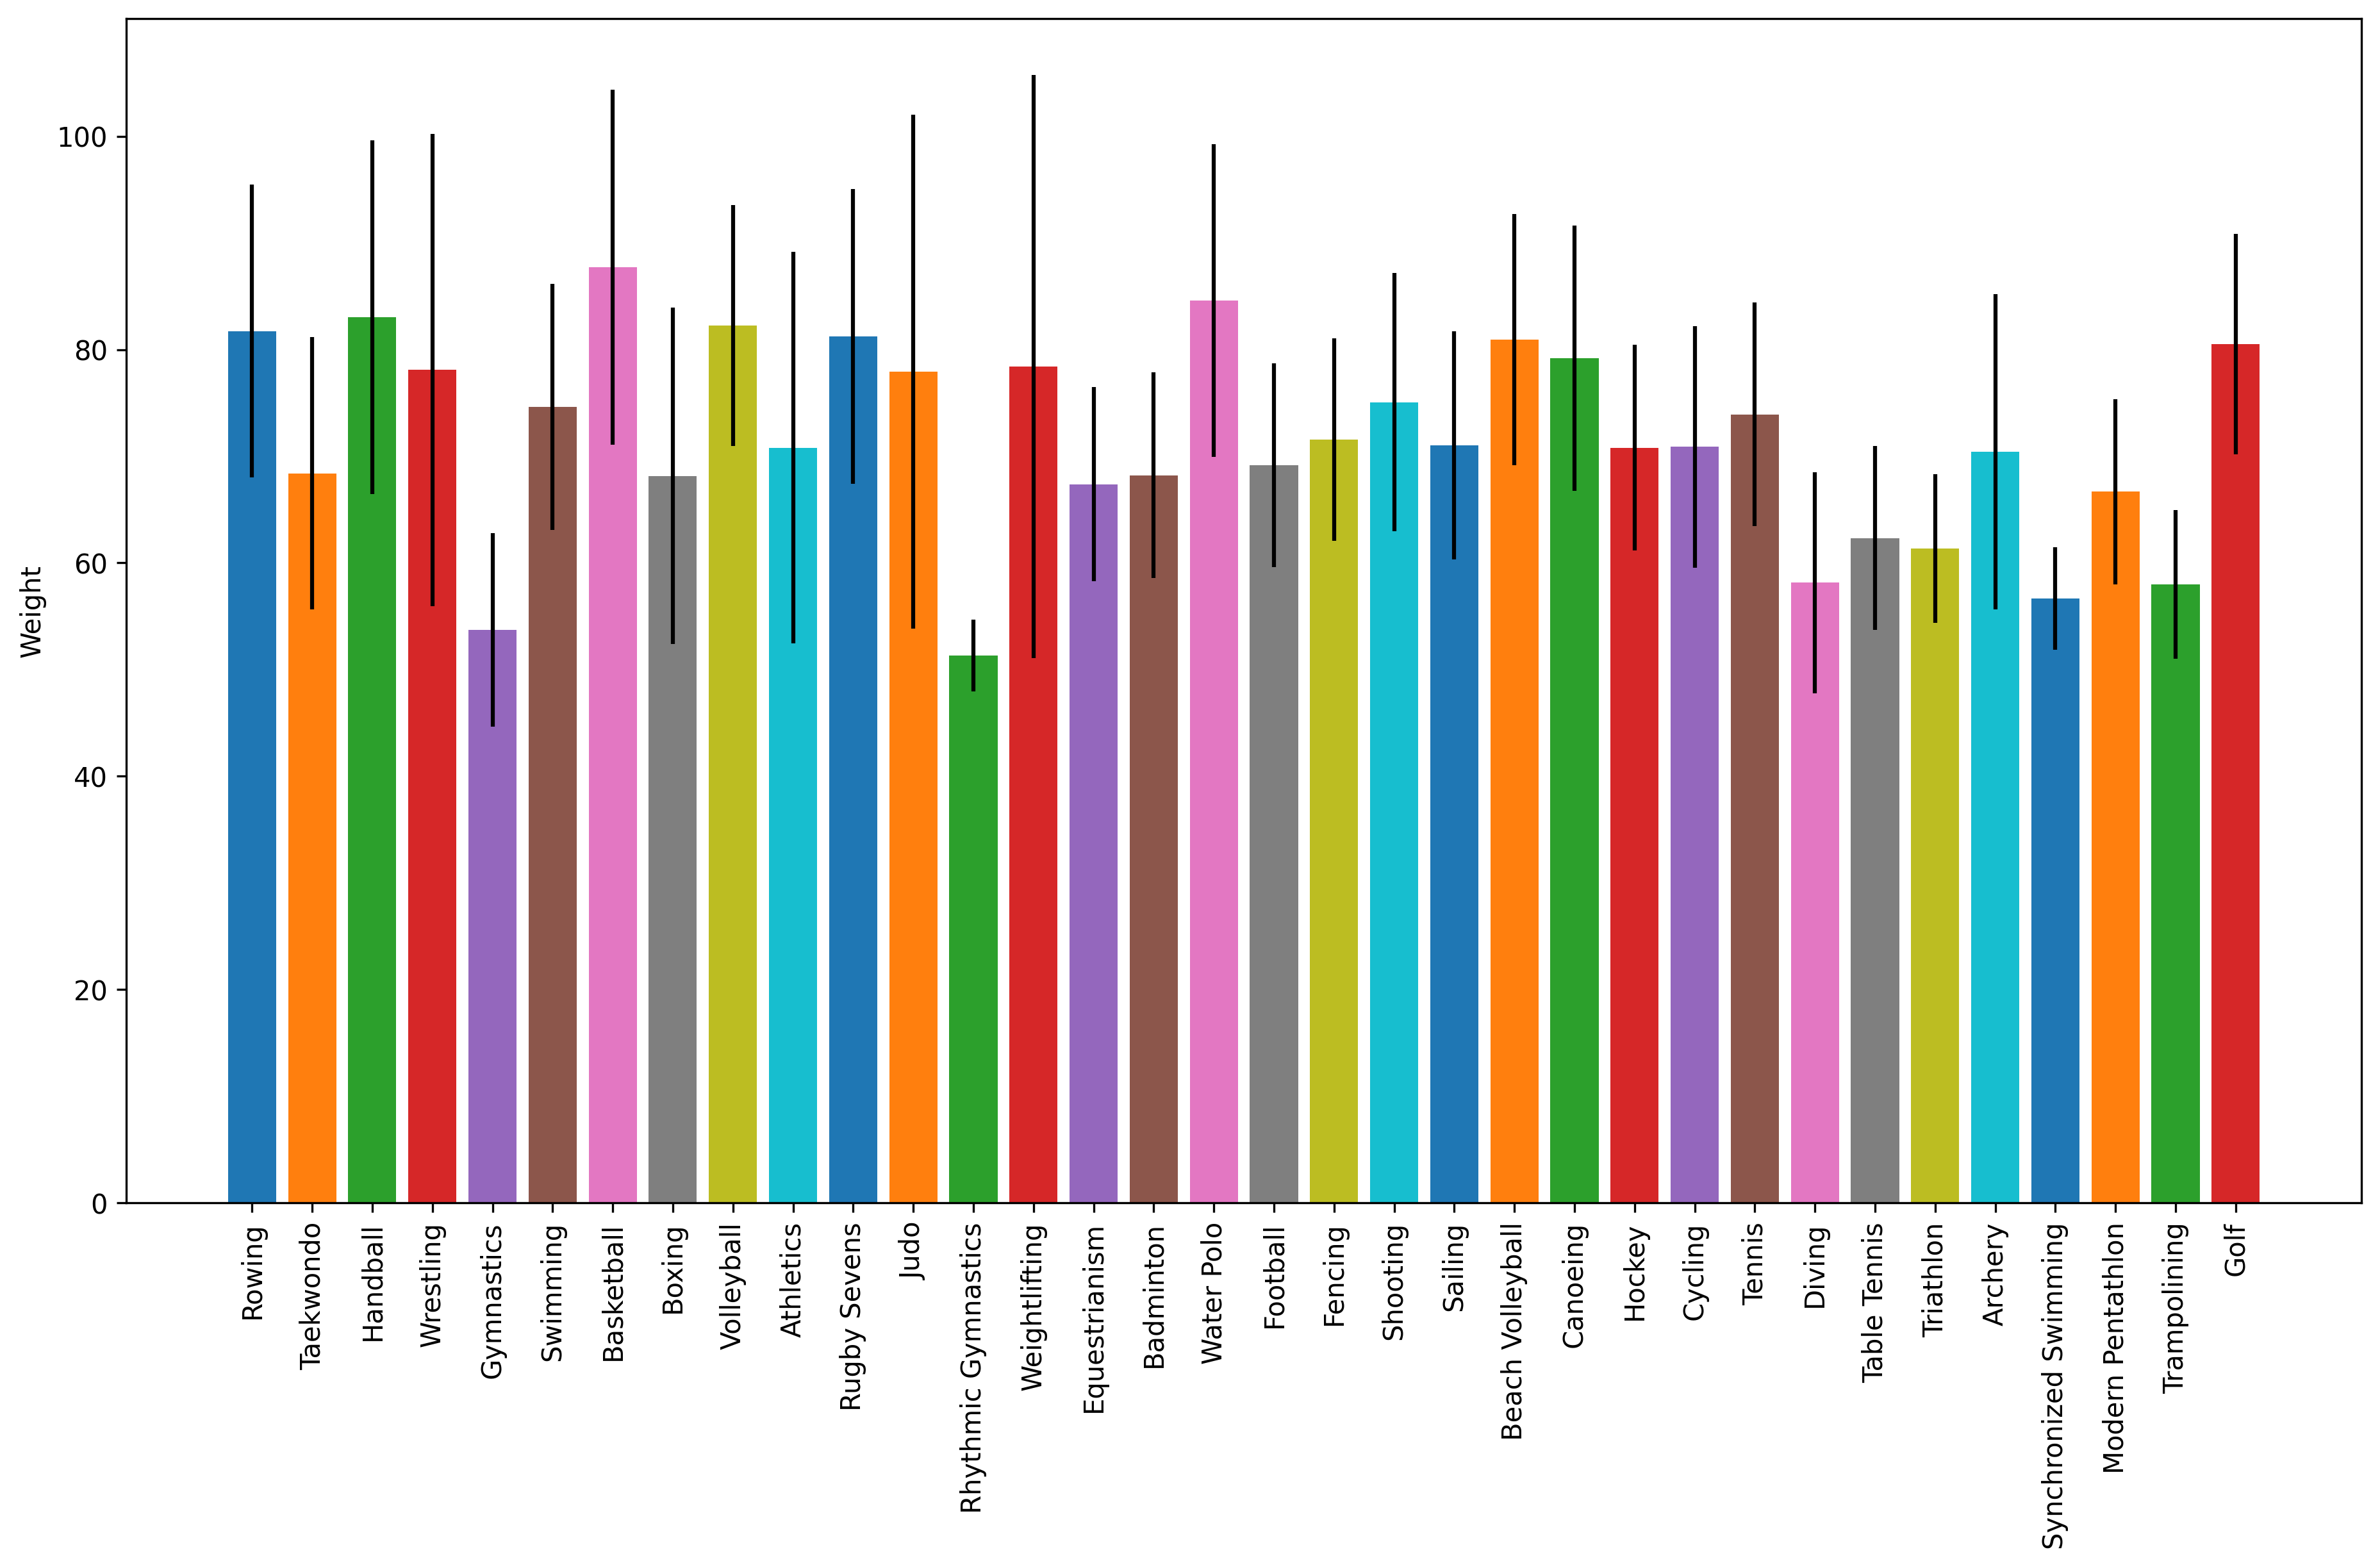 Weight
100
80
60
40
20
0
Rowing
Taekwondo
Handball
Wrestling
Gymnastics
Swimming
Basketball
Boxing
Volleyball
Athletics
Rugby Sevens
Judo
Rhythmic Gymnastics
Weightlifting
Equestrianism
Badminton
Water Polo
Football
Fencing
Shooting
Sailing
Beach Volleyball
Canoeing
Hockey
Cycling
Tennis
Diving
Table Tennis
Triathlon
Archery
Synchronized Swimming
Modern Pentathlon
Trampolining
Golf